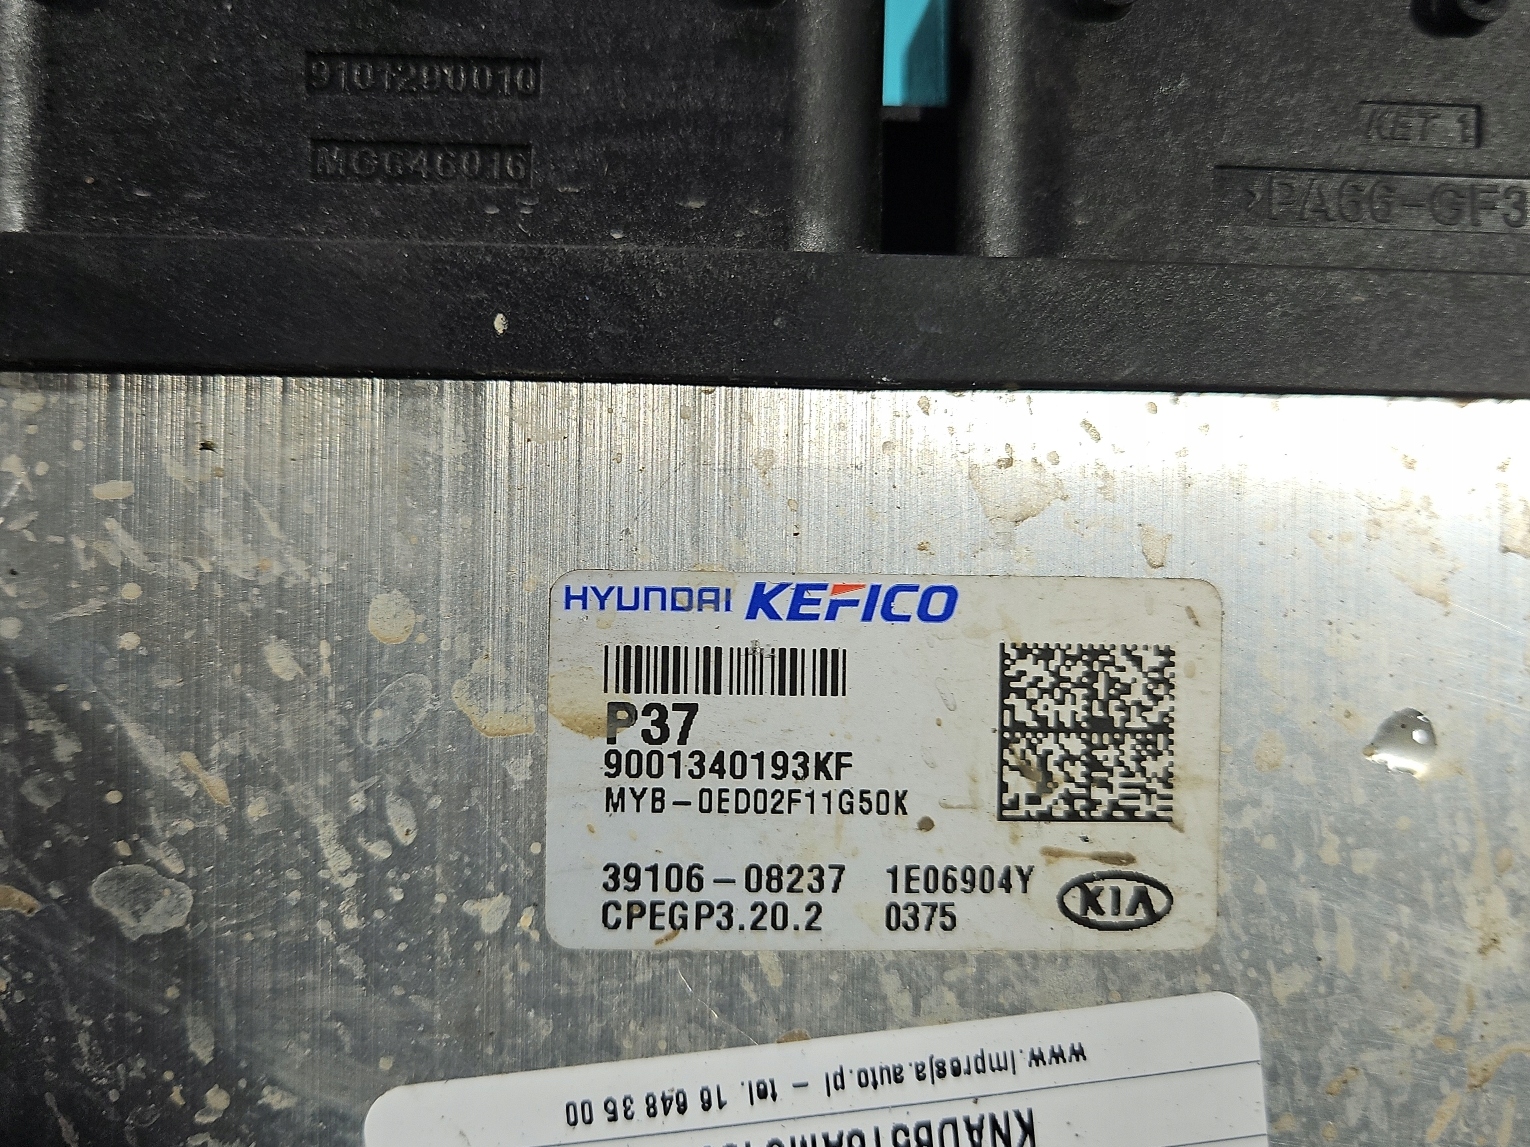 9101290010
MC646016
KET 1
>PA66-GF3
HYUNDAI KEFICO
P37
9001340193KF
MYB-0ED02F11G50K
39106-08237 1E06904Y
CPEGP3.20.2 0375
KIA
www.impresja.auto.pl - tel. 16 648 35 00